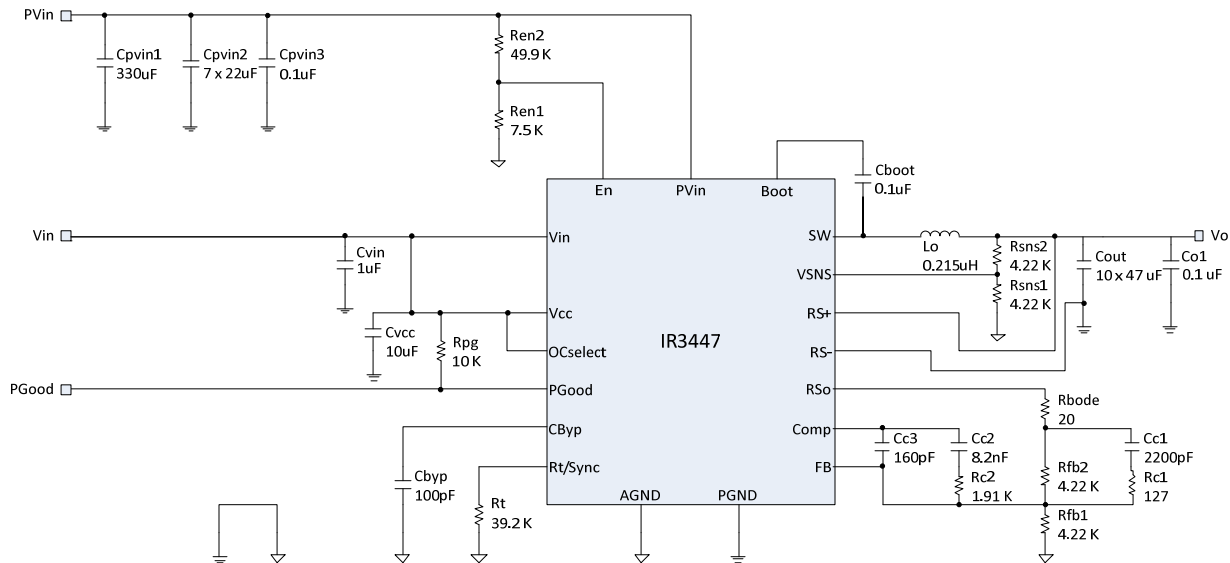 PVin
Cpvin1
330uF
Cpvin2
7 x 22uF
Cpvin3
0.1uF
Ren2
49.9 K
Ren1
7.5 K
Cboot
0.1uF
En
PVin
Boot
Vin
Cvin
1uF
Vin
SW
Lo
0.215uH
Rsns2
4.22 K
Rsns1
4.22 K
Cout
10 x 47 uF
Co1
0.1 uF
Vo
VSNS
Cvcc
10uF
Rpg
10 K
Vcc
RS+
OCselect
IR3447
RS-
PGood
PGood
RSo
Rbode
20
CByp
Comp
Cc3
160pF
Cc2
8.2nF
Rc2
1.91 K
Rfb2
4.22 K
Cc1
2200pF
Rc1
127
Cbyp
100pF
Rt/Sync
FB
Rt
39.2 K
AGND
PGND
Rfb1
4.22 K